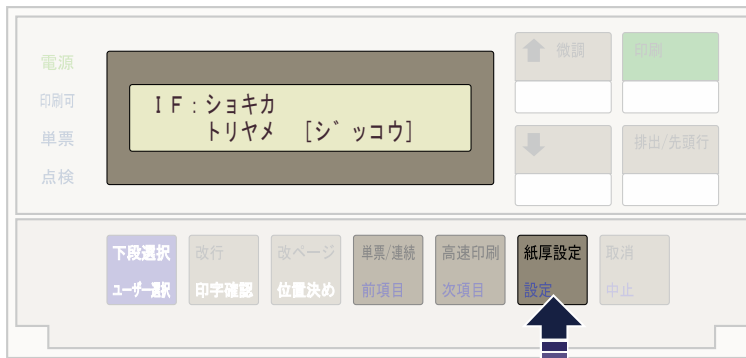 電源
印刷可
単票
点検
IF:ショキカ
トリヤメ [シ゛ッコウ]
微調
印刷
排出/先頭行
下段選択
ユーザー選択
改行
印字確認
改ページ
位置決め
単票/連続
前項目
高速印刷
次項目
紙厚設定
設定
取消
中止